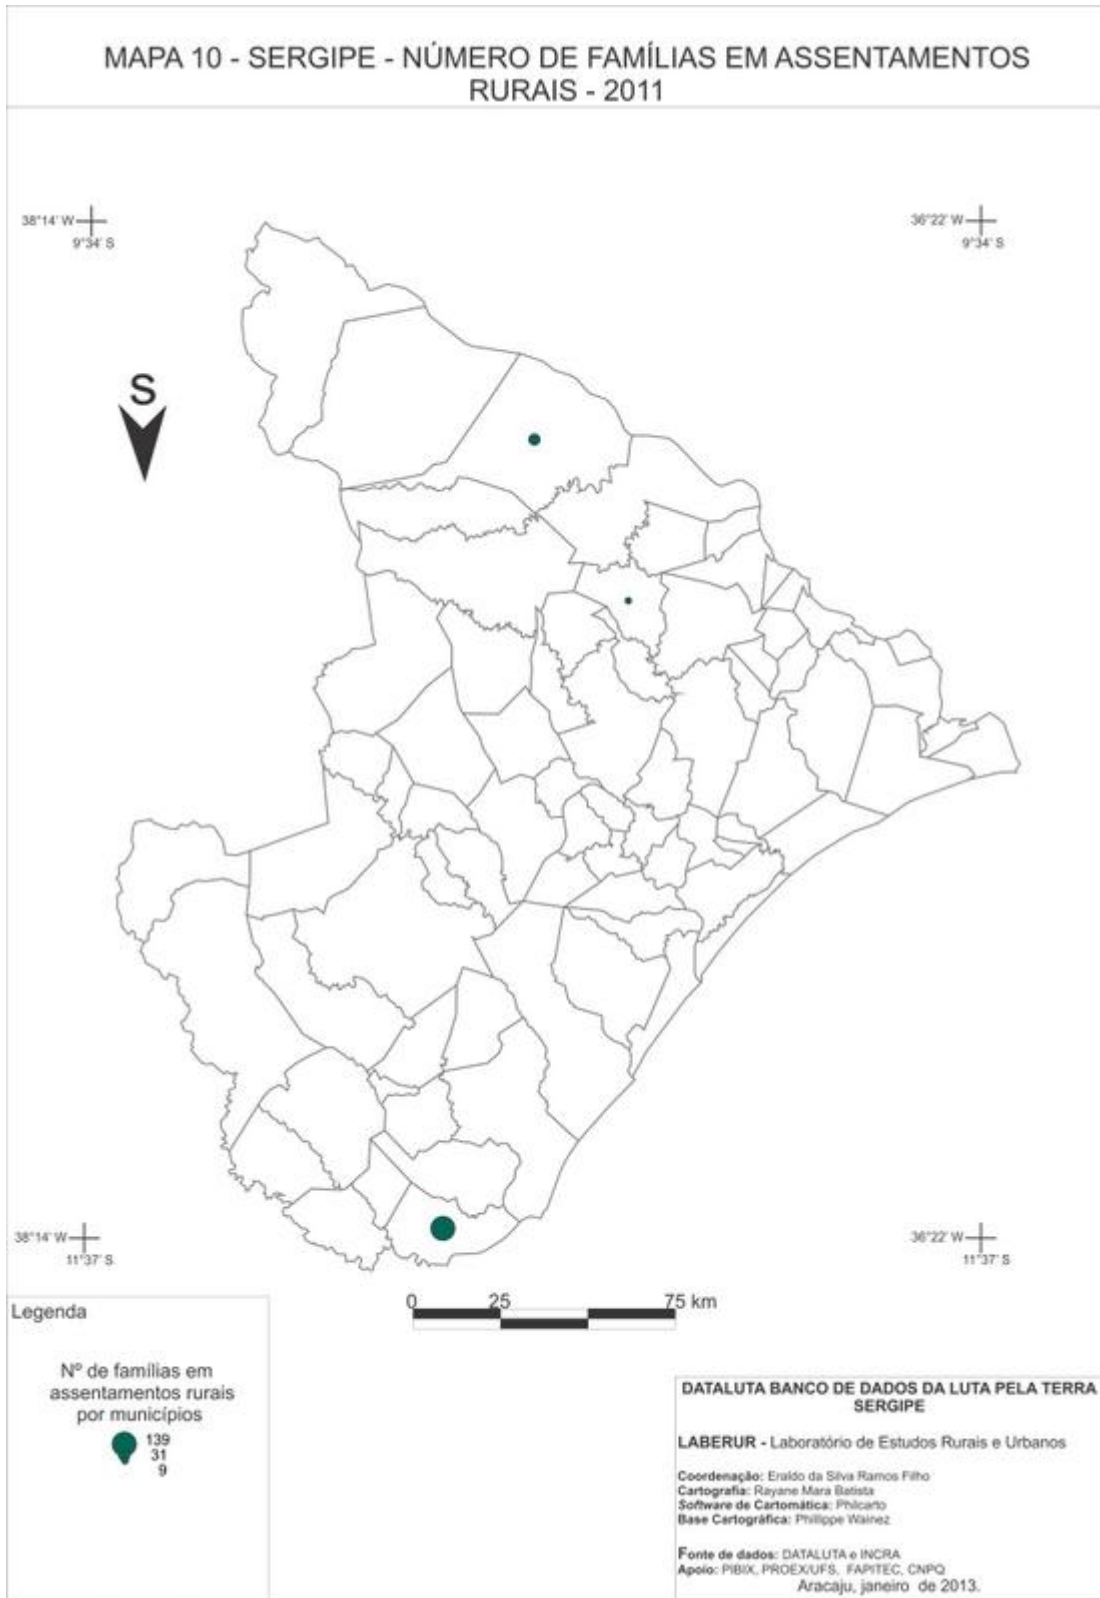 MAPA 10 - SERGIPE - NÚMERO DE FAMÍLIAS EM ASSENTAMENTOS
RURAIS - 2011
38°14' W
9°34' S
36°22' W
9°34' S
S
38°14' W
11°37' S
36°22' W
11°37' S
0 25 75 km
Legenda
Nº de famílias em
assentamentos rurais
por municípios
139
31
9
DATALUTA BANCO DE DADOS DA LUTA PELA TERRA
SERGIPE
LABERUR - Laboratório de Estudos Rurais e Urbanos
Coordenação: Eraldo da Silva Ramos Filho
Cartografia: Rayane Mara Batista
Software de Cartomática: Philcarto
Base Cartográfica: Phillippe Wainez
Fonte de dados: DATALUTA e INCRA
Apoio: PIBIX, PROEX/UFS, FAPITEC, CNPQ
Aracaju, janeiro de 2013.